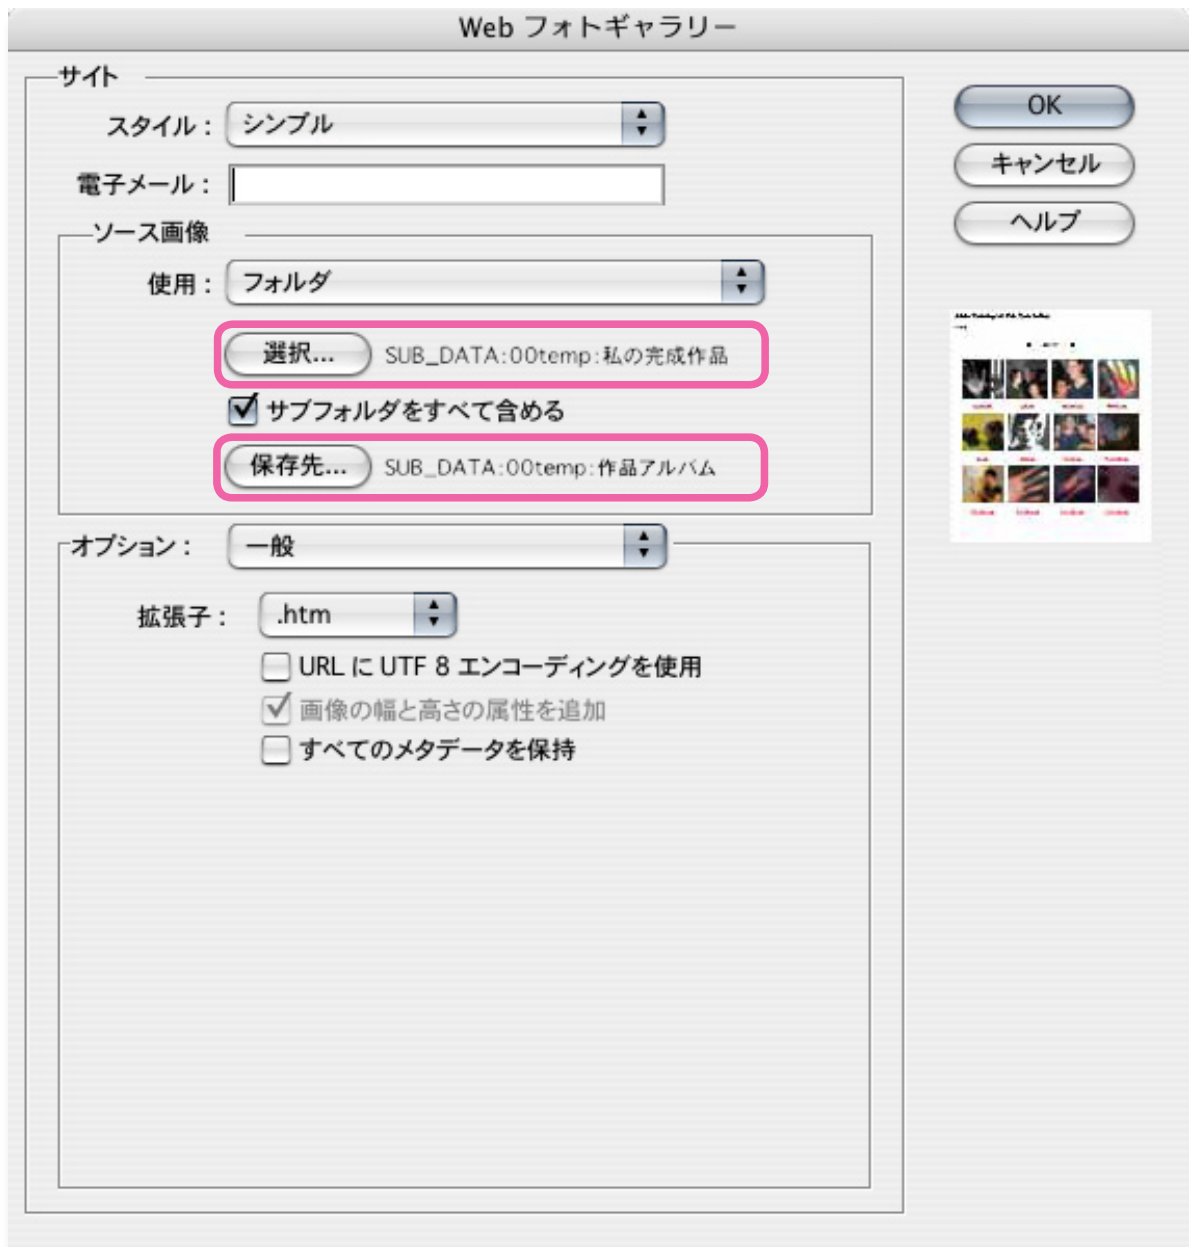 Web フォトギャラリー
サイト
スタイル： シンプル
電子メール：
ソース画像
使用： フォルダ
選択... SUB_DATA:00temp:私の完成作品
サブフォルダをすべて含める
保存先... SUB_DATA:00temp:作品アルバム
オプション： 一般
拡張子： .htm
URL に UTF 8 エンコーディングを使用
画像の幅と高さの属性を追加
すべてのメタデータを保持
OK
キャンセル
ヘルプ